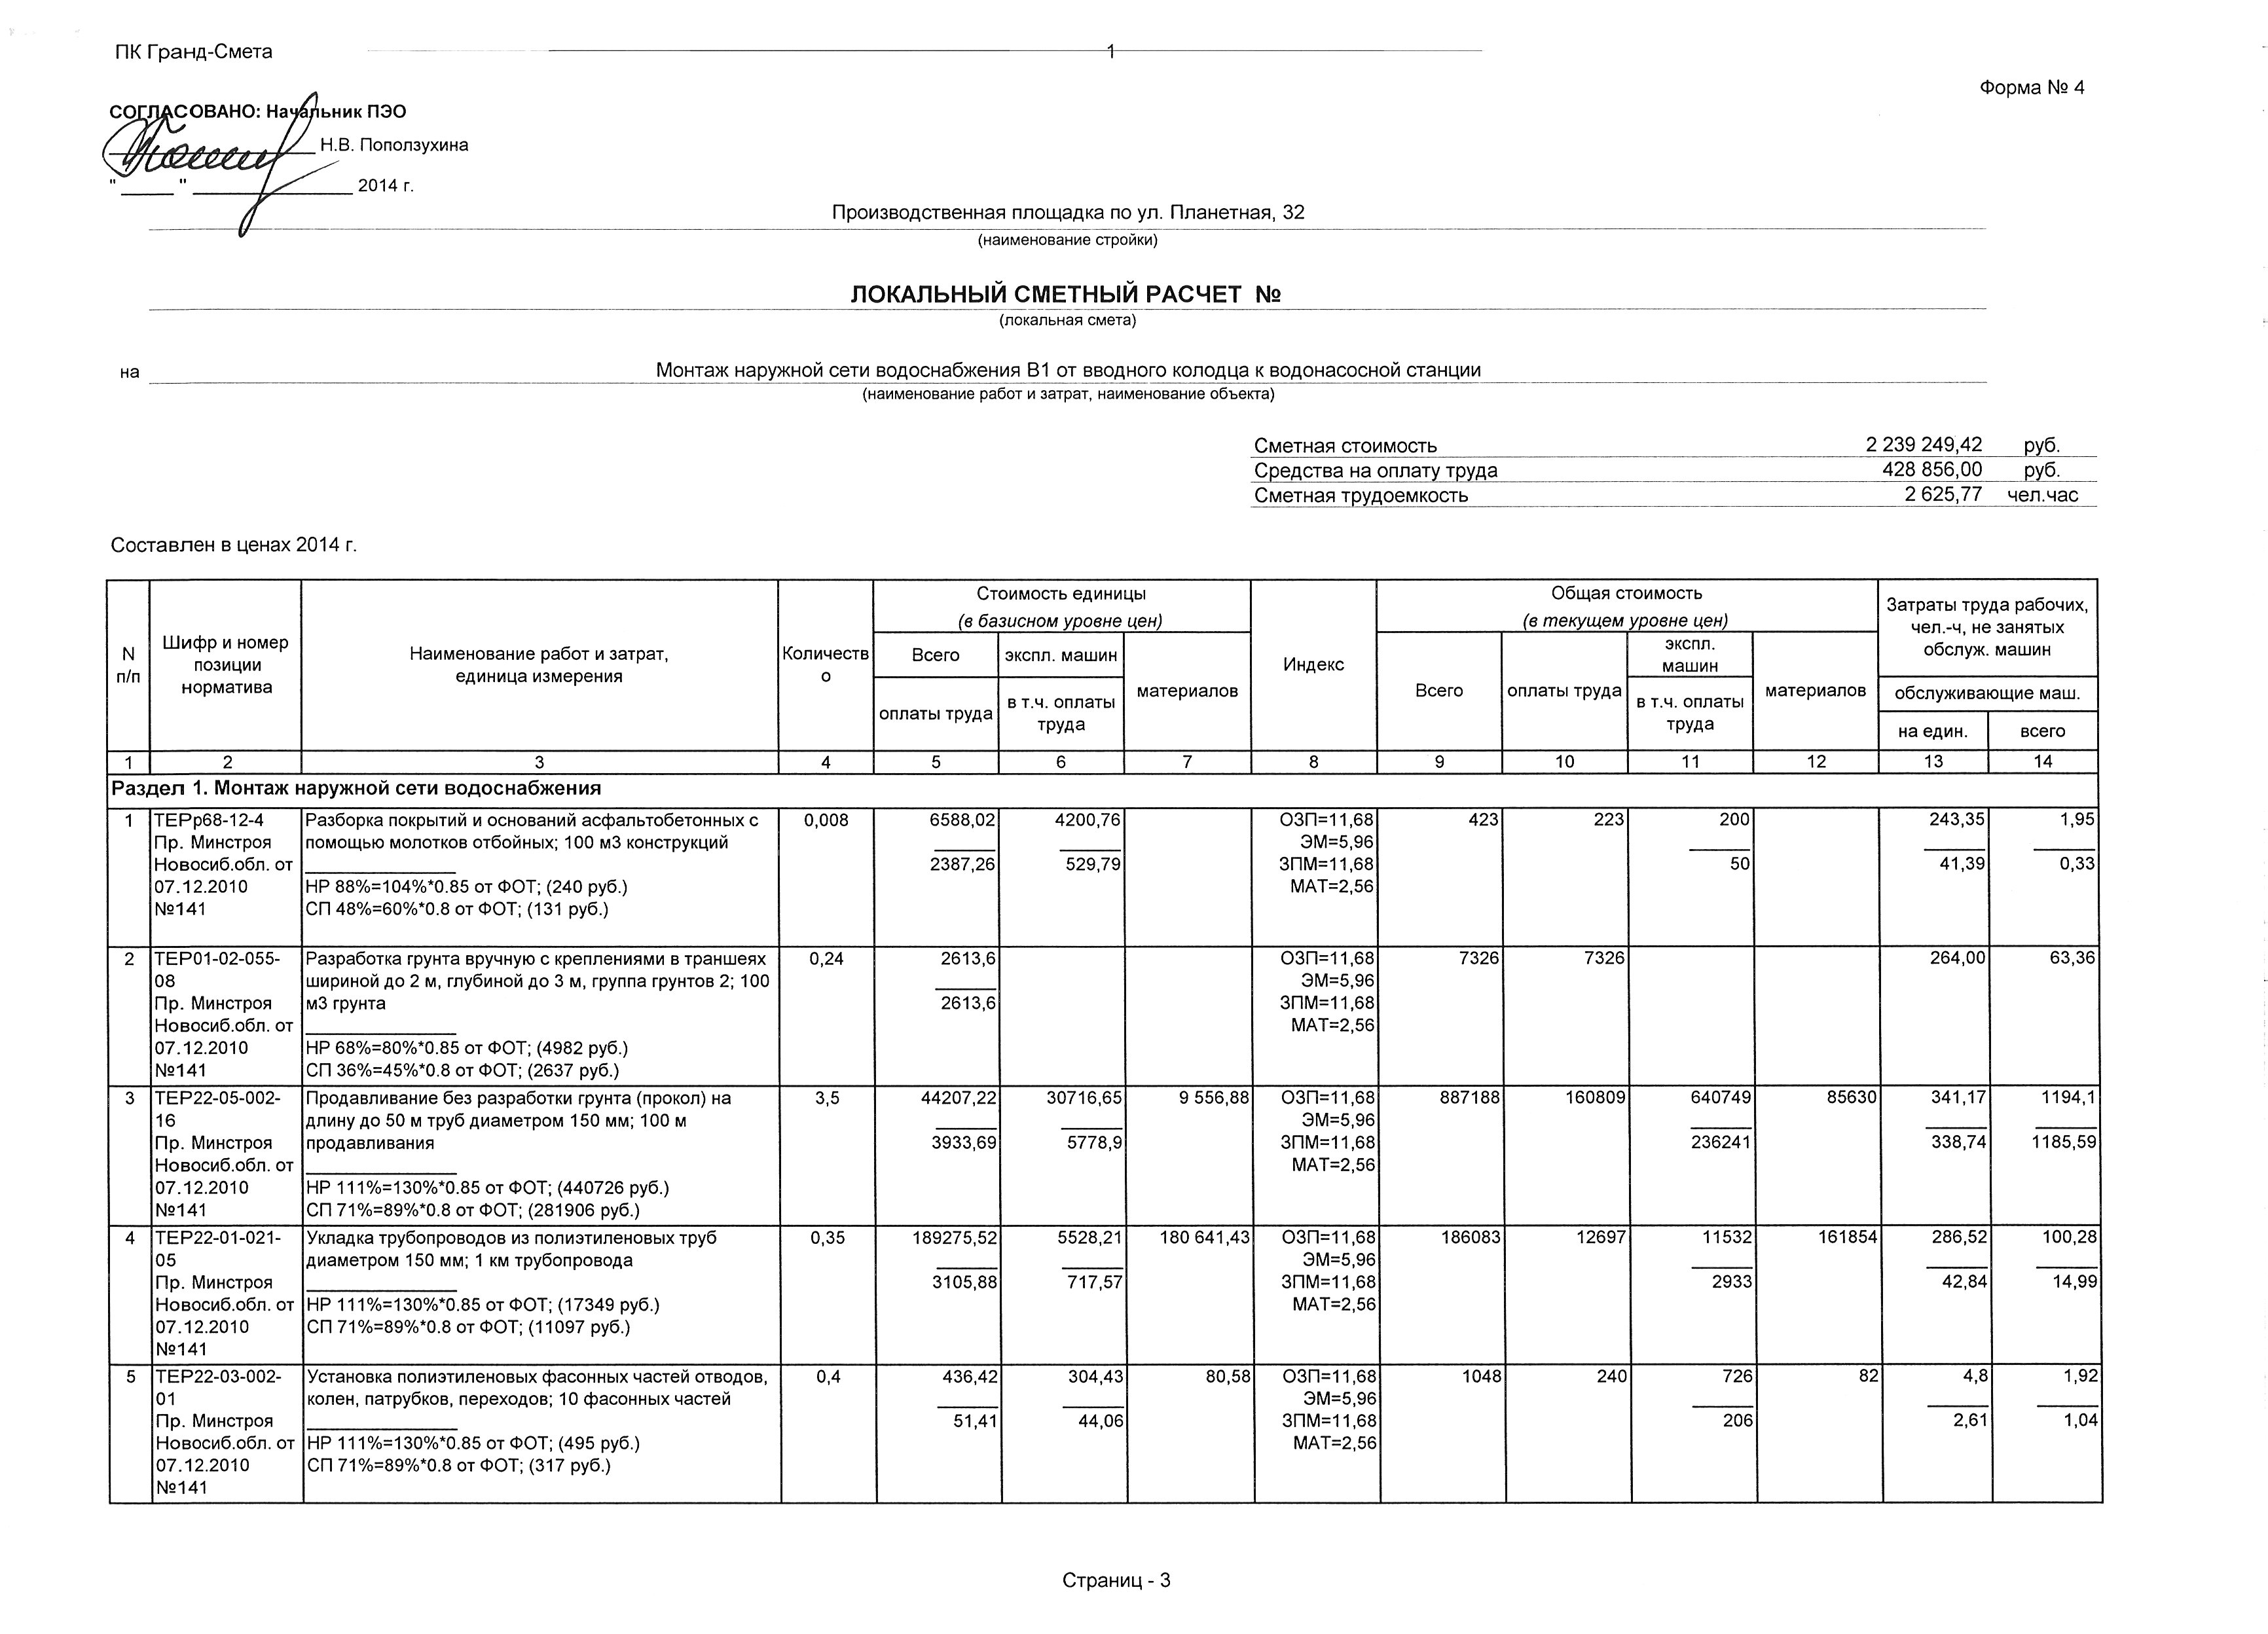 ПК Гранд-Смета
1
Форма № 4
СОГЛАСОВАНО: Начальник ПЭО
Н.В. Поползухина
"_____" _______________ 2014 г.
Производственная площадка по ул. Планетная, 32
(наименование стройки)
ЛОКАЛЬНЫЙ СМЕТНЫЙ РАСЧЕТ №
(локальная смета)
на Монтаж наружной сети водоснабжения В1 от вводного колодца к водонасосной станции
(наименование работ и затрат, наименование объекта)
Сметная стоимость 2 239 249,42 руб.
Средства на оплату труда 428 856,00 руб.
Сметная трудоемкость 2 625,77 чел.час
Составлен в ценах 2014 г.
N п/п
Шифр и номер
позиции
норматива
Наименование работ и затрат,
единица измерения
Количеств
о
Стоимость единицы
(в базисном уровне цен)
Всего
оплаты труда
экспл. машин
в т.ч. оплаты
труда
материалов
Индекс
Общая стоимость
(в текущем уровне цен)
Всего
оплаты труда
экспл.
машин
в т.ч. оплаты
труда
материалов
Затраты труда рабочих,
чел.-ч, не занятых
обслуж. машин
обслуживающие маш.
на един. всего
1 2 3 4 5 6 7 8 9 10 11 12 13 14
Раздел 1. Монтаж наружной сети водоснабжения
1 ТЕРр68-12-4 Разборка покрытий и оснований асфальтобетонных с 0,008 6588,02 4200,76 ОЗП=11,68 423 223 200 243,35 1,95
Пр. Минстроя помощью молотков отбойных; 100 м3 конструкций ЭМ=5,96
Новосиб.обл. от 2387,26 529,79 ЗПМ=11,68 50 41,39 0,33
07.12.2010 НР 88%=104%*0.85 от ФОТ; (240 руб.) МАТ=2,56
№141 СП 48%=60%*0.8 от ФОТ; (131 руб.)
2 ТЕР01-02-055- Разработка грунта вручную с креплениями в траншеях 0,24 2613,6 ОЗП=11,68 7326 7326 264,00 63,36
08 шириной до 2 м, глубиной до 3 м, группа грунтов 2; 100 ЭМ=5,96
Пр. Минстроя м3 грунта 2613,6 ЗПМ=11,68
Новосиб.обл. от МАТ=2,56
07.12.2010 НР 68%=80%*0.85 от ФОТ; (4982 руб.)
№141 СП 36%=45%*0.8 от ФОТ; (2637 руб.)
3 ТЕР22-05-002- Продавливание без разработки грунта (прокол) на 3,5 44207,22 30716,65 9 556,88 ОЗП=11,68 887188 160809 640749 85630 341,17 1194,1
16 длину до 50 м труб диаметром 150 мм; 100 м ЭМ=5,96
Пр. Минстроя продавливания 3933,69 5778,9 ЗПМ=11,68 236241 338,74 1185,59
Новосиб.обл. от МАТ=2,56
07.12.2010 НР 111%=130%*0.85 от ФОТ; (440726 руб.)
№141 СП 71%=89%*0.8 от ФОТ; (281906 руб.)
4 ТЕР22-01-021- Укладка трубопроводов из полиэтиленовых труб 0,35 189275,52 5528,21 180 641,43 ОЗП=11,68 186083 12697 11532 161854 286,52 100,28
05 диаметром 150 мм; 1 км трубопровода ЭМ=5,96
Пр. Минстроя 3105,88 717,57 ЗПМ=11,68 2933 42,84 14,99
Новосиб.обл. от НР 111%=130%*0.85 от ФОТ; (17349 руб.) МАТ=2,56
07.12.2010 СП 71%=89%*0.8 от ФОТ; (11097 руб.)
№141
5 ТЕР22-03-002- Установка полиэтиленовых фасонных частей отводов, 0,4 436,42 304,43 80,58 ОЗП=11,68 1048 240 726 82 4,8 1,92
01 колен, патрубков, переходов; 10 фасонных частей ЭМ=5,96
Пр. Минстроя 51,41 44,06 ЗПМ=11,68 206 2,61 1,04
Новосиб.обл. от НР 111%=130%*0.85 от ФОТ; (495 руб.) МАТ=2,56
07.12.2010 СП 71%=89%*0.8 от ФОТ; (317 руб.)
№141
Страниц - 3